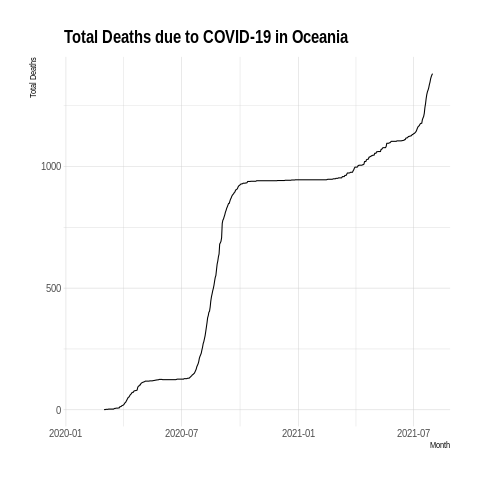 Total Deaths due to COVID-19 in Oceania
Total Deaths
1000
500
0
2020-01 2020-07 2021-01 2021-07
Month